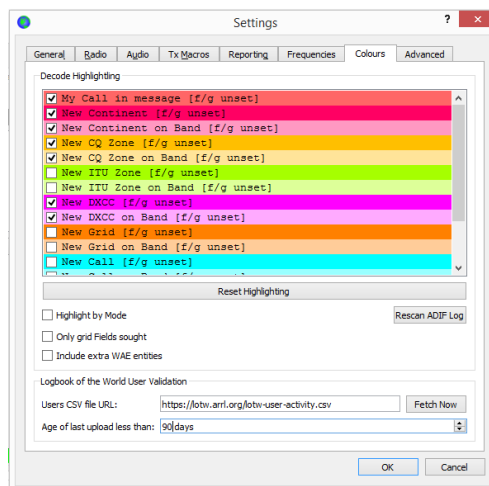 Settings
?
General Radio Audio Tx Macros Reporting Frequencies Colours Advanced
Decode Highlighting
My Call in message [f/g unset]
New Continent [f/g unset]
New Continent on Band [f/g unset]
New CQ Zone [f/g unset]
New CQ Zone on Band [f/g unset]
New ITU Zone [f/g unset]
New ITU Zone on Band [f/g unset]
New DXCC [f/g unset]
New DXCC on Band [f/g unset]
New Grid [f/g unset]
New Grid on Band [f/g unset]
New Call [f/g unset]
Reset Highlighting
Highlight by Mode Rescan ADIF Log
Only grid Fields sought
Include extra WAE entities
Logbook of the World User Validation
Users CSV file URL: https://lotw.arrl.org/lotw-user-activity.csv Fetch Now
Age of last upload less than: 90 days
OK Cancel